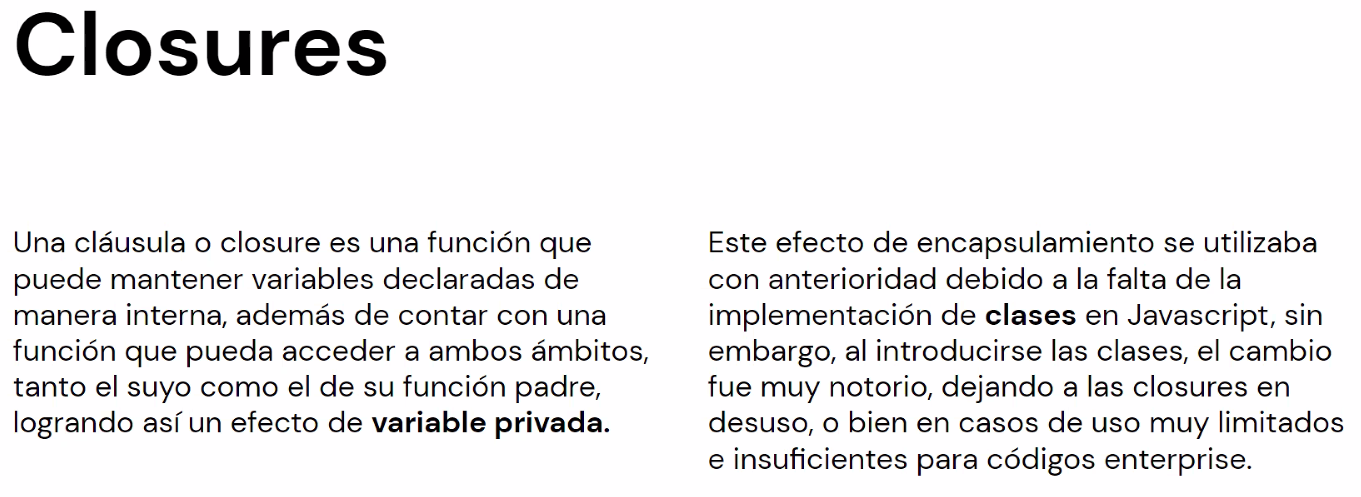 Closures
Una cláusula o closure es una función que
puede mantener variables declaradas de
manera interna, además de contar con una
función que pueda acceder a ambos ámbitos,
tanto el suyo como el de su función padre,
logrando así un efecto de variable privada.
Este efecto de encapsulamiento se utilizaba
con anterioridad debido a la falta de la
implementación de clases en Javascript, sin
embargo, al introducirse las clases, el cambio
fue muy notorio, dejando a las closures en
desuso, o bien en casos de uso muy limitados
e insuficientes para códigos enterprise.